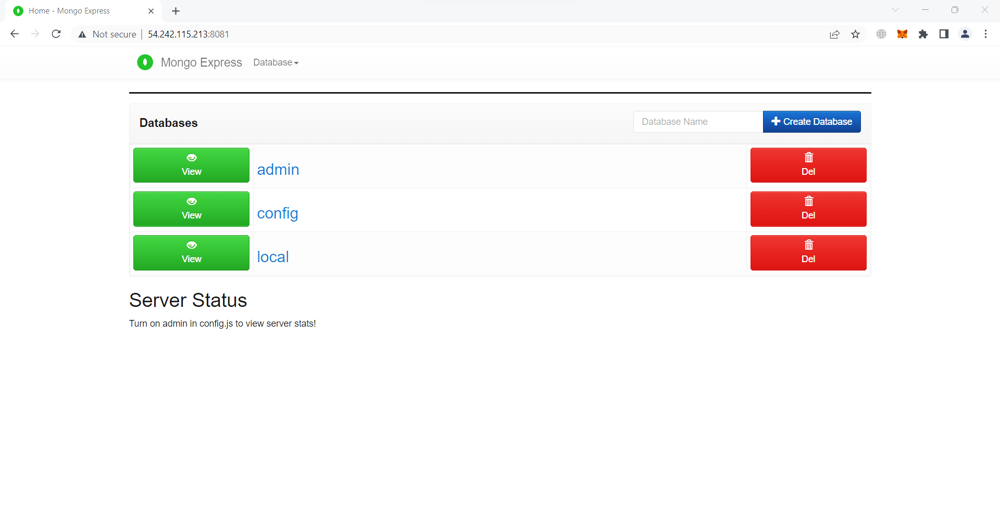 Home - Mongo Express
Not secure 54.242.115.213:8081
Mongo Express Database
Databases Database Name Create Database
View admin Del
View config Del
View local Del
Server Status
Turn on admin in config.js to view server stats!